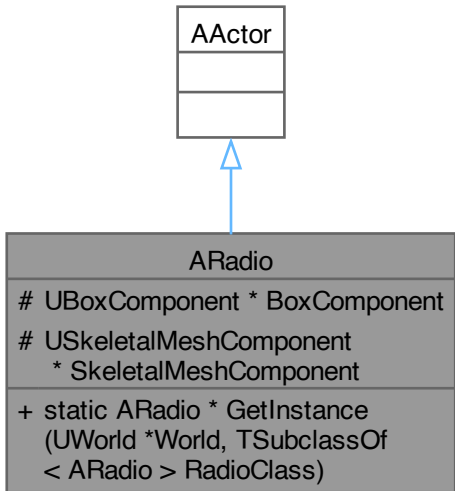 AActor
ARadio
# UBoxComponent * BoxComponent
# USkeletalMeshComponent
* SkeletalMeshComponent
+ static ARadio * GetInstance
(UWorld *World, TSubclassOf
< ARadio > RadioClass)